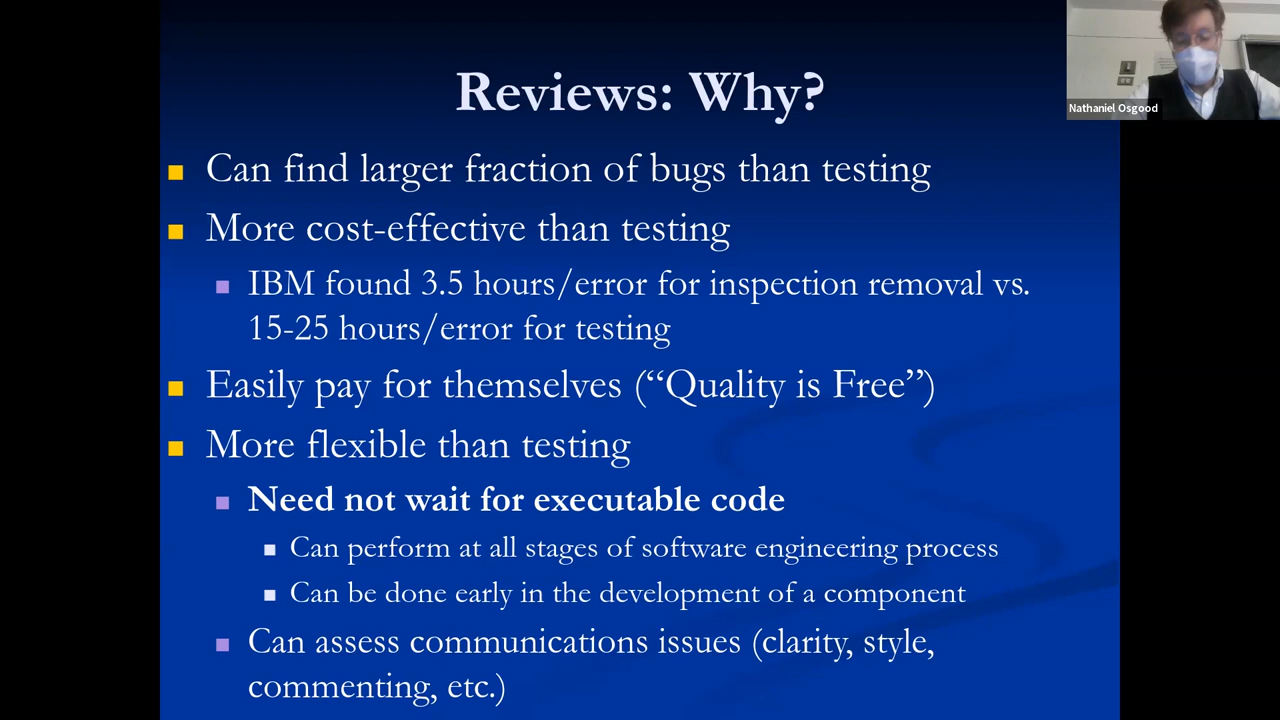 Reviews: Why?
Nathaniel Osgood
Can find larger fraction of bugs than testing
More cost-effective than testing
IBM found 3.5 hours/error for inspection removal vs.
15-25 hours/error for testing
Easily pay for themselves (“Quality is Free”)
More flexible than testing
Need not wait for executable code
Can perform at all stages of software engineering process
Can be done early in the development of a component
Can assess communications issues (clarity, style,
commenting, etc.)